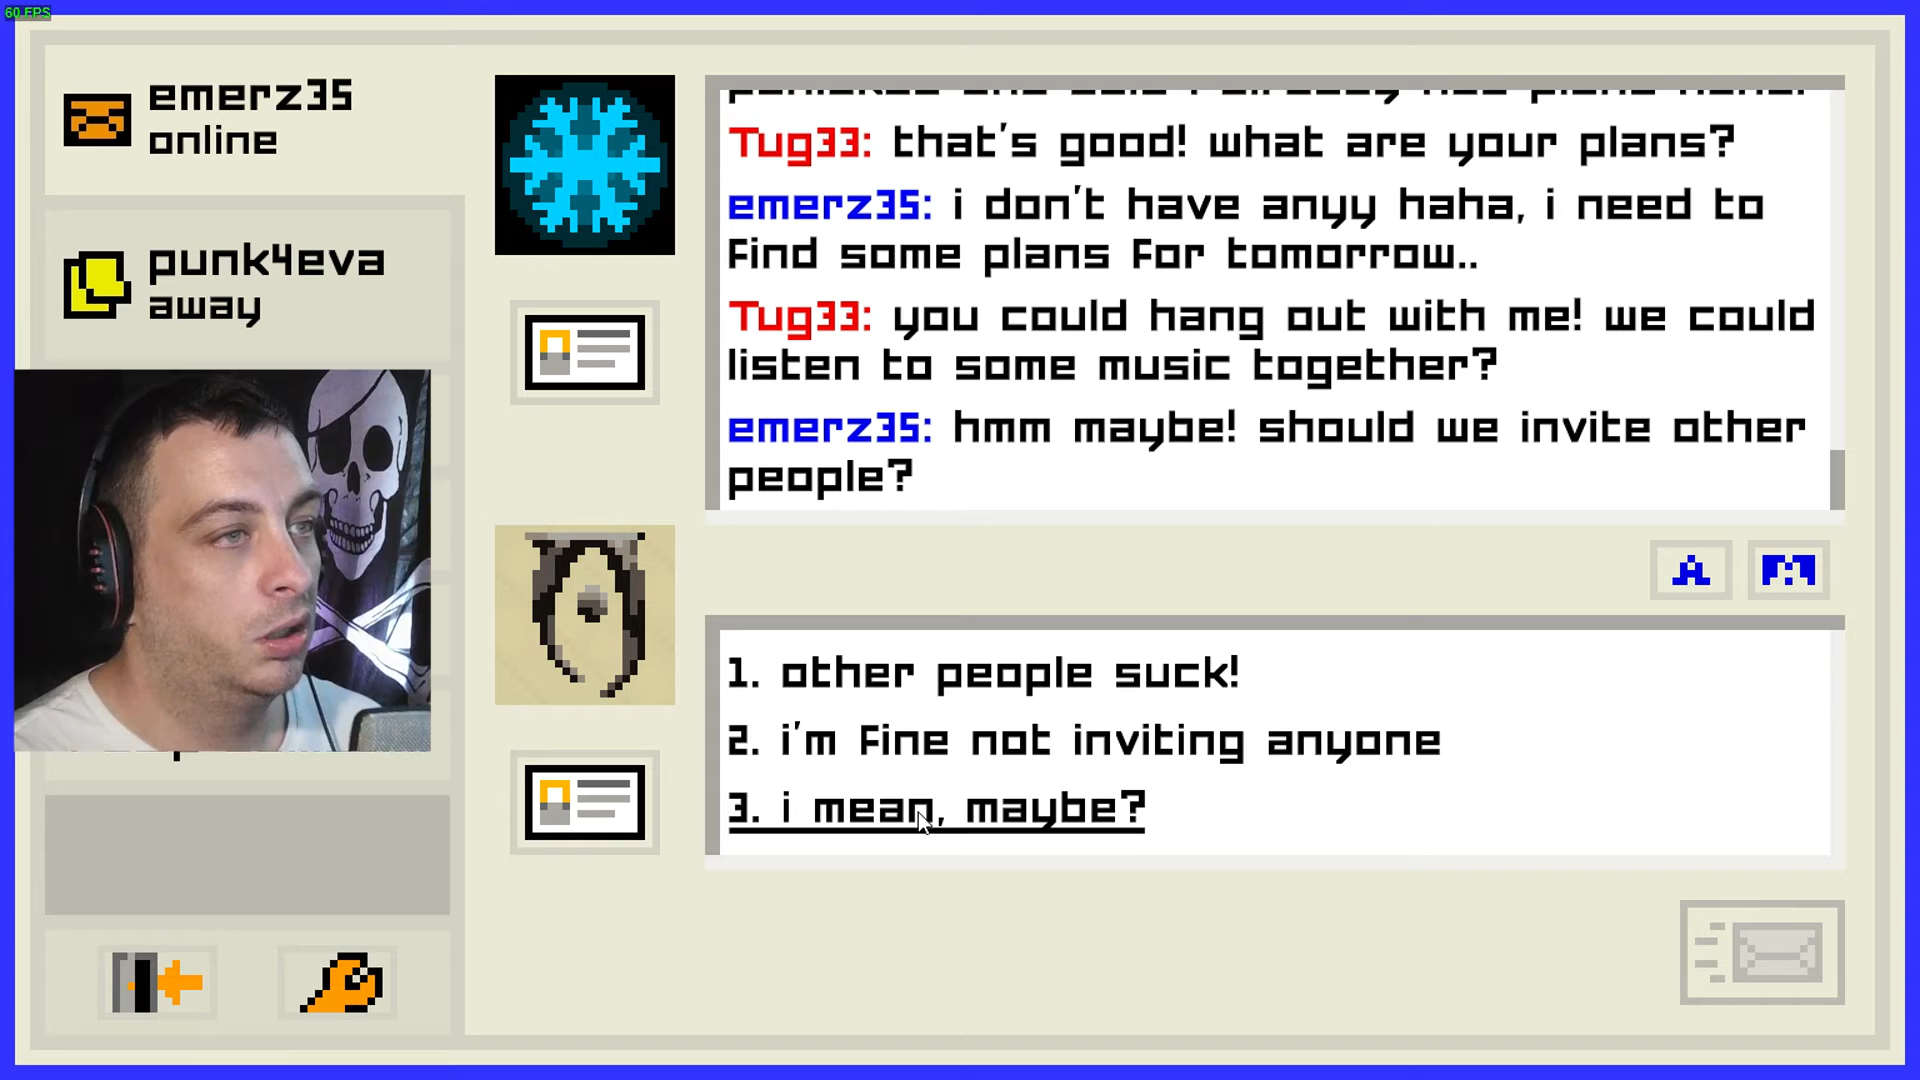 60 FPS
emerz35
online
punk4eva
away
Tug33: that's good! what are your plans?
emerz35: i don't have anyy haha, i need to
find some plans for tomorrow..
Tug33: you could hang out with me! we could
listen to some music together?
emerz35: hmm maybe! should we invite other
people?
A
1. other people suck!
2. i'm fine not inviting anyone
3. i mean, maybe?